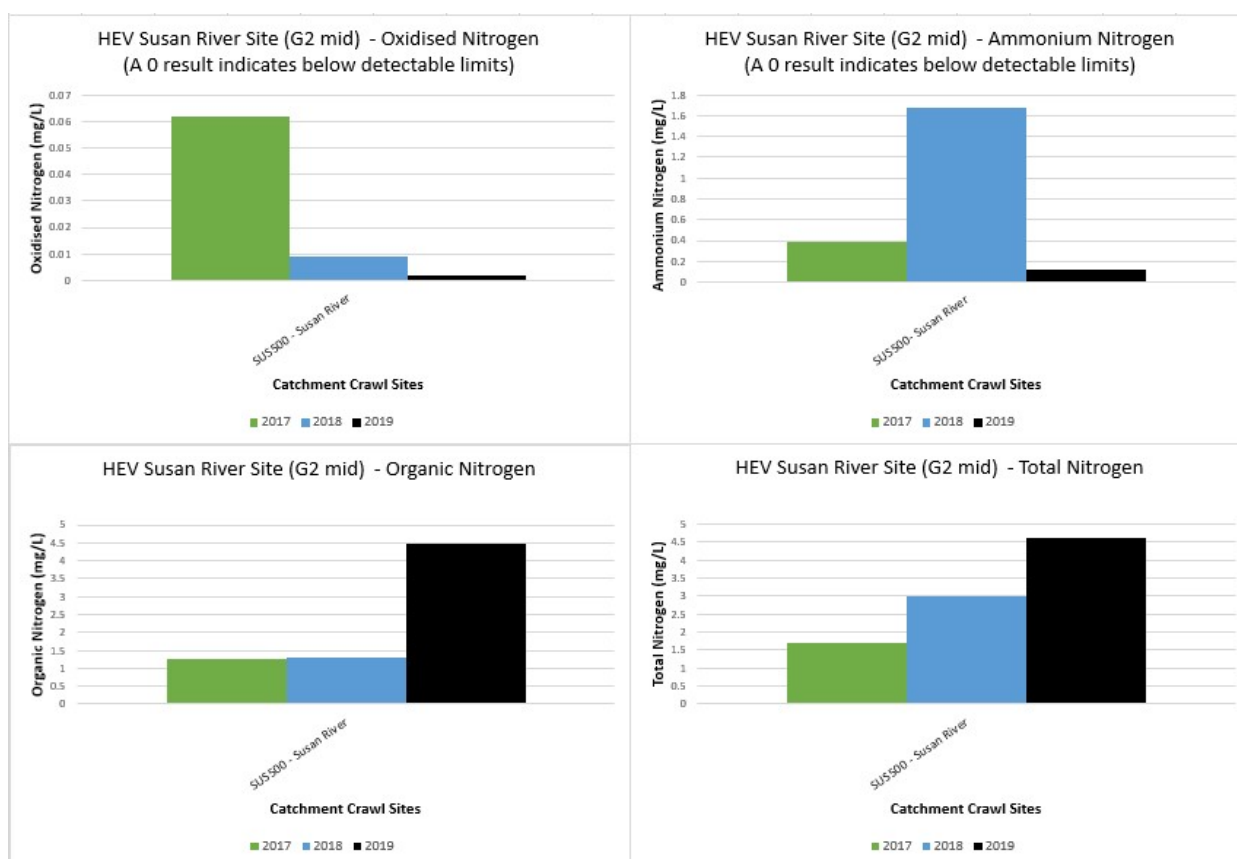 HEV Susan River Site (G2 mid) - Oxidised Nitrogen
(A 0 result indicates below detectable limits)
0.07
0.06
0.05
0.04
0.03
0.02
0.01
0
Oxidised Nitrogen (mg/L)
SUS500 - Susan River
Catchment Crawl Sites
2017 2018 2019
HEV Susan River Site (G2 mid) - Ammonium Nitrogen
(A 0 result indicates below detectable limits)
1.8
1.6
1.4
1.2
1
0.8
0.6
0.4
0.2
0
Ammonium Nitrogen (mg/L)
SUS500- Susan River
Catchment Crawl Sites
2017 2018 2019
HEV Susan River Site (G2 mid) - Organic Nitrogen
5
4.5
4
3.5
3
2.5
2
1.5
1
0.5
0
Organic Nitrogen (mg/L)
SUS500 - Susan River
Catchment Crawl Sites
2017 2018 2019
HEV Susan River Site (G2 mid) - Total Nitrogen
5
4.5
4
3.5
3
2.5
2
1.5
1
0.5
0
Total Nitrogen (mg/L)
SUS500 - Susan River
Catchment Crawl Sites
2017 2018 2019